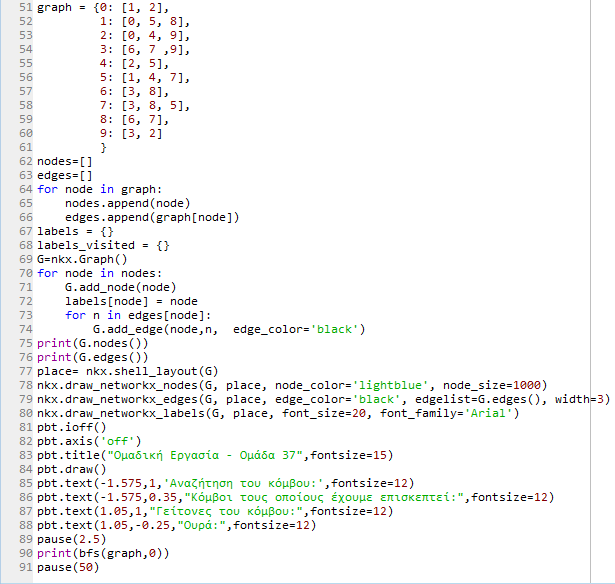 51 graph = {0: [1, 2],
52          1: [0, 5, 8],
53          2: [0, 4, 9],
54          3: [6, 7 ,9],
55          4: [2, 5],
56          5: [1, 4, 7],
57          6: [3, 8],
58          7: [3, 8, 5],
59          8: [6, 7],
60          9: [3, 2]
61          }
62 nodes=[]
63 edges=[]
64 for node in graph:
65     nodes.append(node)
66     edges.append(graph[node])
67 labels = {}
68 labels_visited = {}
69 G=nkx.Graph()
70 for node in nodes:
71     G.add_node(node)
72     labels[node] = node
73     for n in edges[node]:
74         G.add_edge(node,n,  edge_color='black')
75 print(G.nodes())
76 print(G.edges())
77 place= nkx.shell_layout(G)
78 nkx.draw_networkx_nodes(G, place, node_color='lightblue', node_size=1000)
79 nkx.draw_networkx_edges(G, place, edge_color='black', edgelist=G.edges(), width=3)
80 nkx.draw_networkx_labels(G, place, font_size=20, font_family='Arial')
81 pbt.ioff()
82 pbt.axis('off')
83 pbt.title("Ομαδική Εργασία - Ομάδα 37",fontsize=15)
84 pbt.draw()
85 pbt.text(-1.575,1,'Αναζήτηση του κόμβου:',fontsize=12)
86 pbt.text(-1.575,0.35,"Κόμβοι τους οποίους έχουμε επισκεπτεί:",fontsize=12)
87 pbt.text(1.05,1,"Γείτονες του κόμβου:",fontsize=12)
88 pbt.text(1.05,-0.25,"Ουρά:",fontsize=12)
89 pause(2.5)
90 print(bfs(graph,0))
91 pause(50)